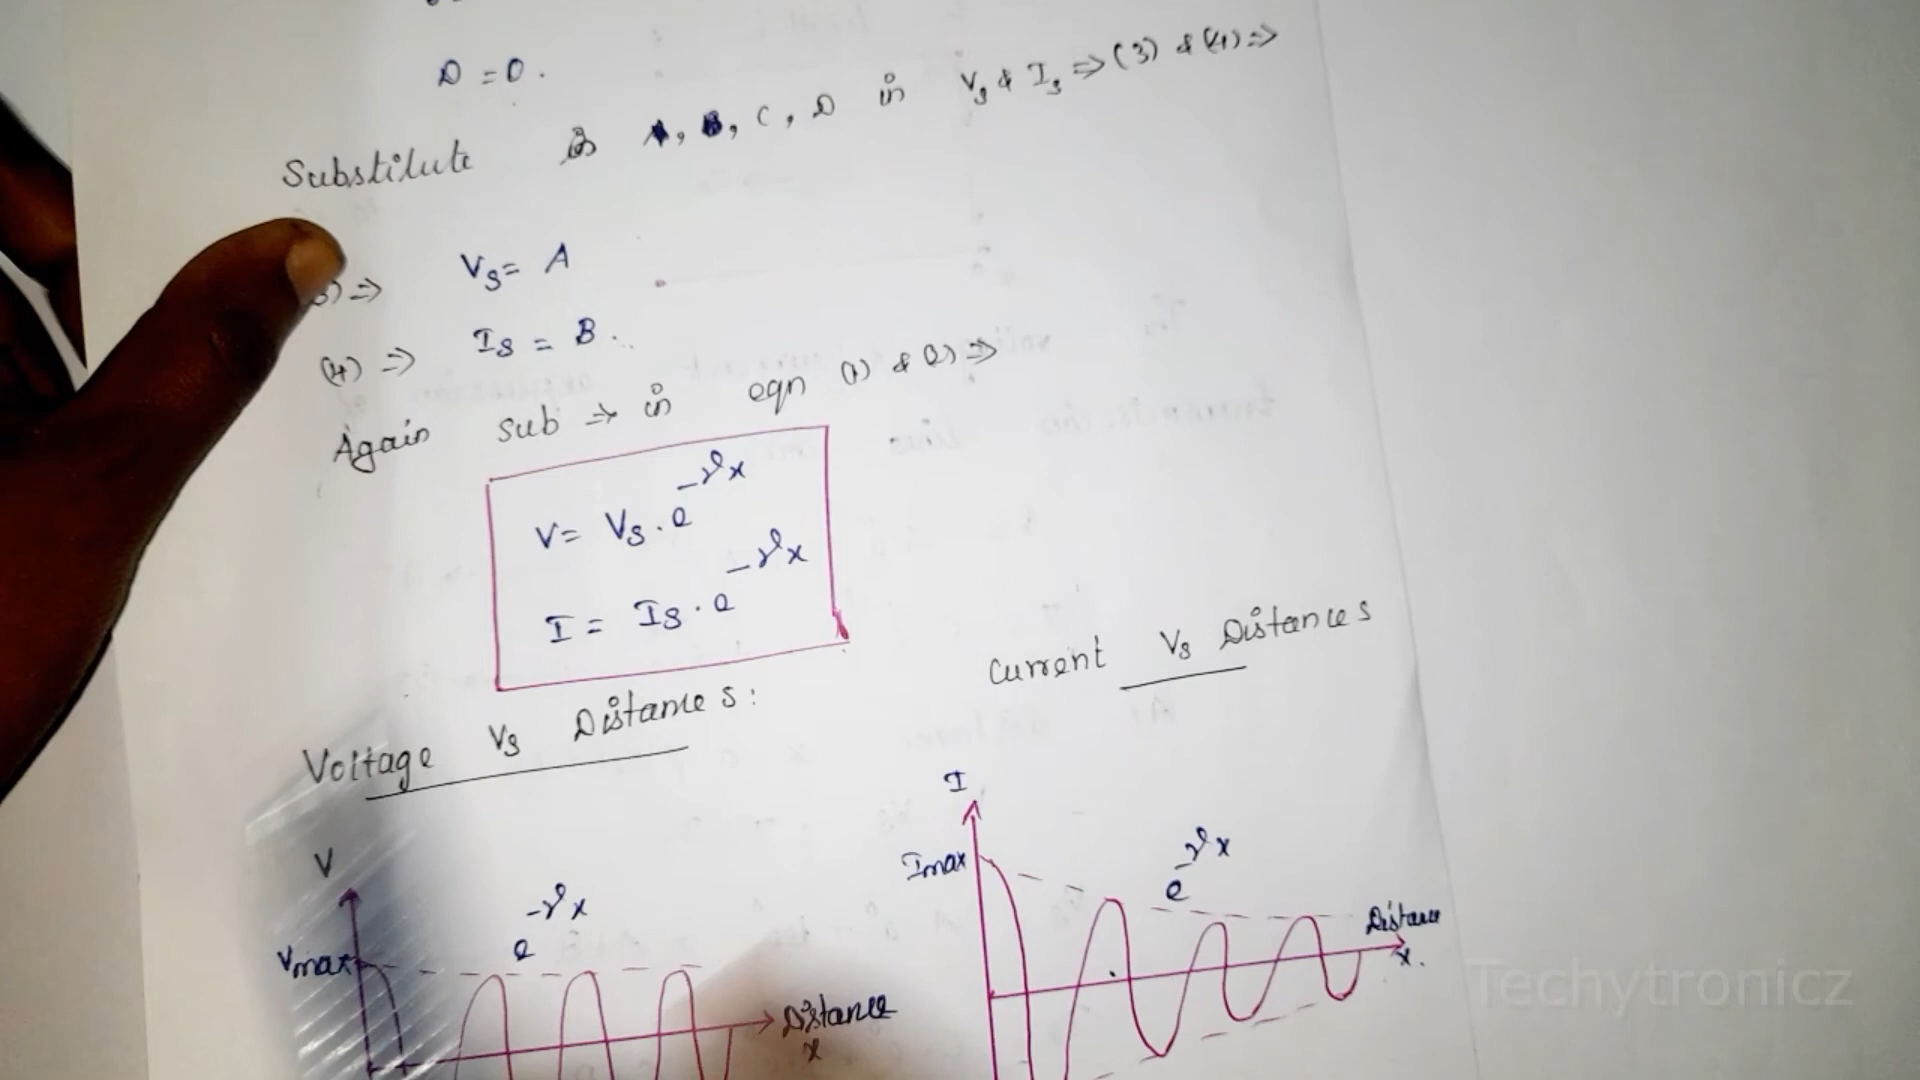 D = 0.
Substitute A, B, C, D in Vs & Is ⇒ (3) & (4) ⇒
3) ⇒ Vs = A
(4) ⇒ Is = B.
Again sub → in eqn (1) & (2) ⇒
V = Vs . e^-γx
I = Is . e^-γx
Voltage Vs Distances:
Current Vs Distances
V
Vmax
e^-γx
Distance
x
I
Imax
e^-γx
Distance
x.
Techytronicz